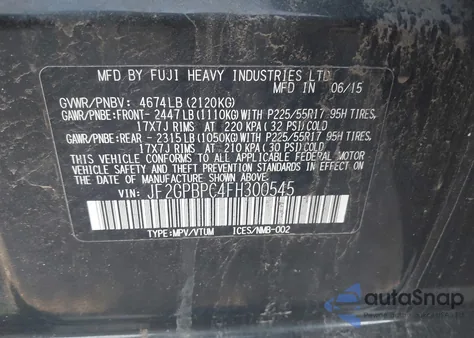 MFD BY FUJI HEAVY INDUSTRIES LTD.
MFD IN 06/15
GVWR/PNBV: 4674LB(2120KG)
GAWR/PNBE:FRONT- 2447LB(1110KG)WITH P225/55R17 95H TIRES,
17X7J RIMS AT 220 KPA(32 PSI)COLD
GAWR/PNBE:REAR -2315LB(1050KG)WITH P225/55R17 95H TIRES,
17X7J RIMS AT 210 KPA(30 PSI)COLD
THIS VEHICLE CONFORMS TO ALL APPLICABLE FEDERAL MOTOR
VEHICLE SAFETY AND THEFT PREVENTION STANDARDS IN EFFECT
ON THE DATE OF MANUFACTURE SHOWN ABOVE.
VIN: JF2GPBPC4FH300545
TYPE:MPV/VTUM ICES/NMB-002
autoSnap